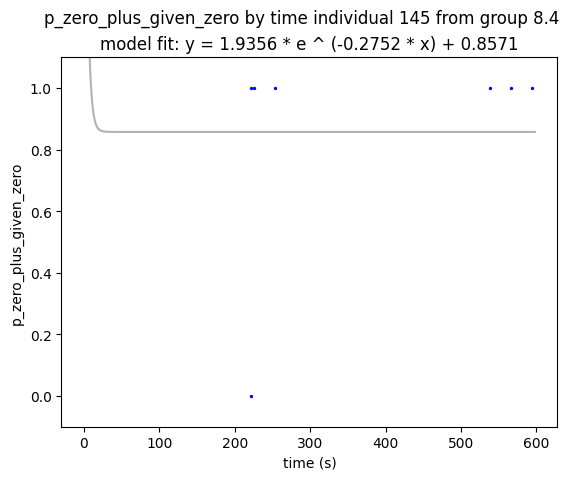 p_zero_plus_given_zero by time individual 145 from group 8.4
model fit: y = 1.9356 * e ^ (-0.2752 * x) + 0.8571
1.0
0.8
0.6
0.4
0.2
0.0
p_zero_plus_given_zero
0 100 200 300 400 500 600
time (s)